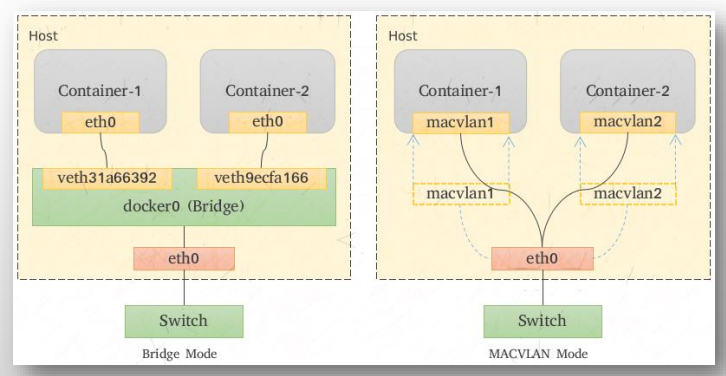 Host
Container-1
Container-2
eth0
eth0
veth31a66392
veth9ecfa166
docker0 (Bridge)
eth0
Switch
Bridge Mode
Host
Container-1
Container-2
macvlan1
macvlan2
macvlan1
macvlan2
eth0
Switch
MACVLAN Mode